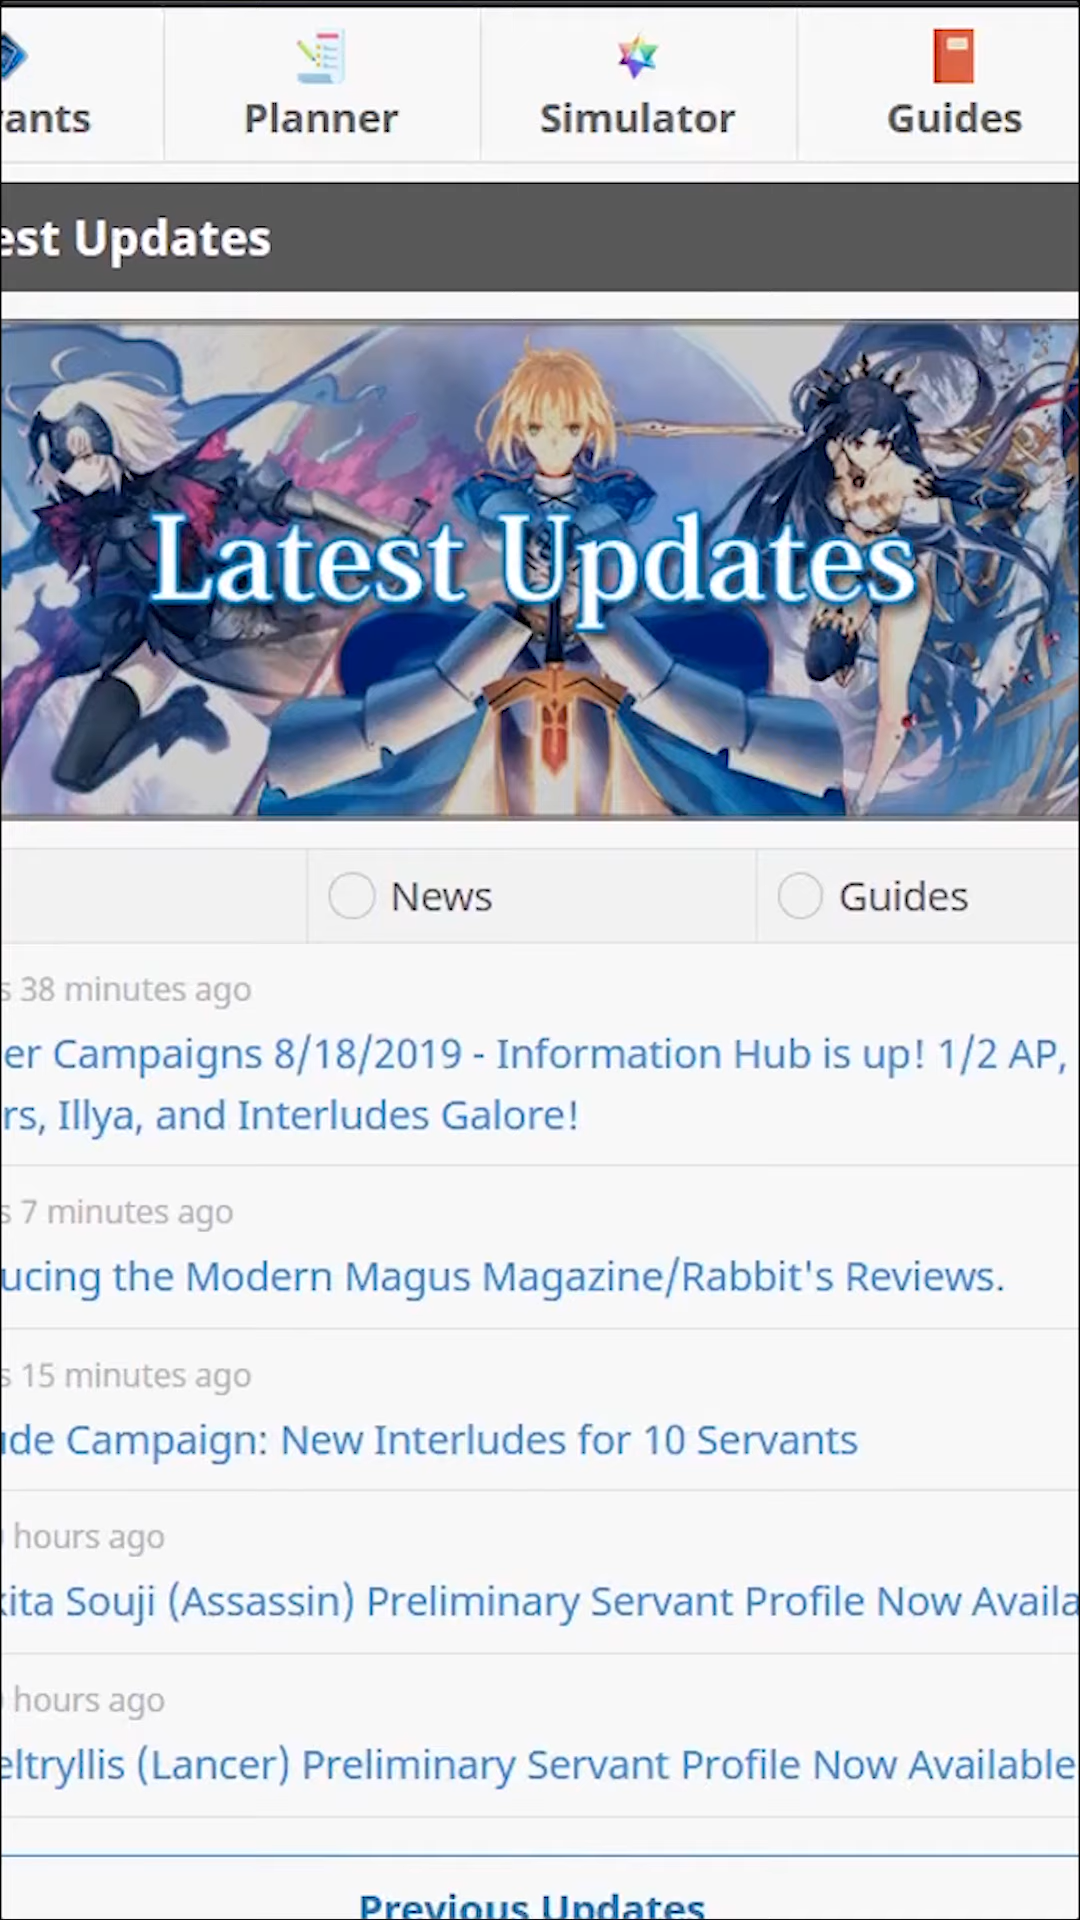 ants
Planner
Simulator
Guides
est Updates
Latest Updates
News
Guides
s 38 minutes ago
er Campaigns 8/18/2019 - Information Hub is up! 1/2 AP,
rs, Illya, and Interludes Galore!
s 7 minutes ago
ucing the Modern Magus Magazine/Rabbit's Reviews.
s 15 minutes ago
de Campaign: New Interludes for 10 Servants
hours ago
kita Souji (Assassin) Preliminary Servant Profile Now Availa
hours ago
eltryllis (Lancer) Preliminary Servant Profile Now Available
Previous Updates